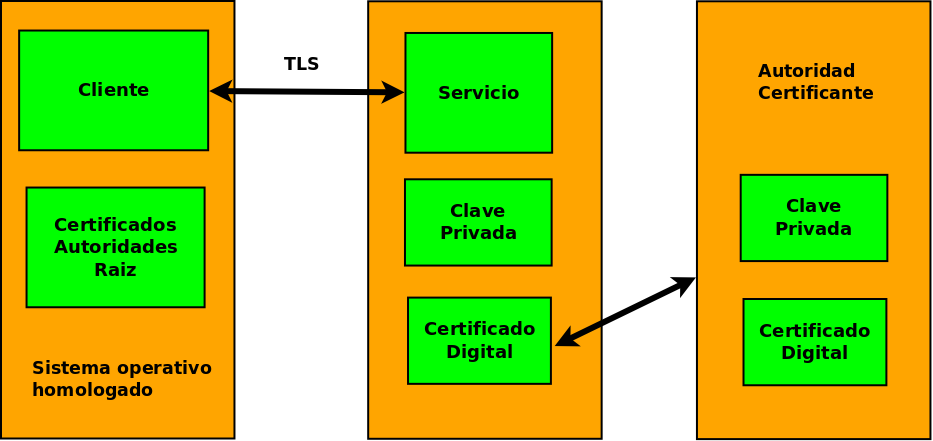 Cliente
Certificados
Autoridades
Raiz
Sistema operativo
homologado
TLS
Servicio
Clave
Privada
Certificado
Digital
Autoridad
Certificante
Clave
Privada
Certificado
Digital